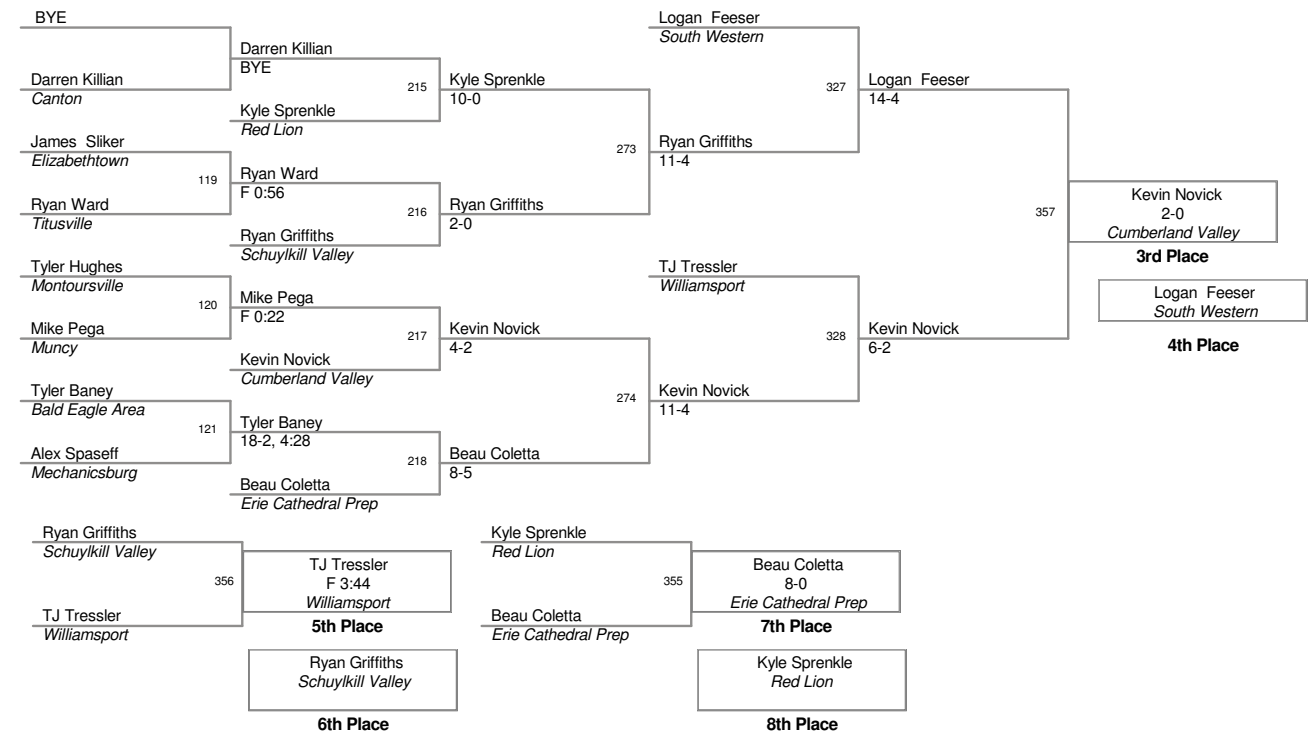 BYE
Darren Killian
Canton
James Sliker
Elizabethtown
119
Ryan Ward
Titusville
Tyler Hughes
Montoursville
120
Mike Pega
Muncy
Tyler Baney
Bald Eagle Area
121
Alex Spaseff
Mechanicsburg
Darren Killian
BYE
215
Kyle Sprenkle
Red Lion
Ryan Ward
F 0:56
216
Ryan Griffiths
Schuylkill Valley
Mike Pega
F 0:22
217
Kevin Novick
Cumberland Valley
Tyler Baney
18-2, 4:28
218
Beau Coletta
Erie Cathedral Prep
Kyle Sprenkle
10-0
273
Ryan Griffiths
2-0
Kevin Novick
4-2
274
Beau Coletta
8-5
Logan Feeser
South Western
327
Ryan Griffiths
11-4
TJ Tressler
Williamsport
328
Kevin Novick
11-4
Logan Feeser
14-4
357
Kevin Novick
6-2
Kevin Novick
2-0
Cumberland Valley
3rd Place
Logan Feeser
South Western
4th Place
Ryan Griffiths
Schuylkill Valley
356
TJ Tressler
Williamsport
TJ Tressler
F 3:44
Williamsport
5th Place
Ryan Griffiths
Schuylkill Valley
6th Place
Kyle Sprenkle
Red Lion
355
Beau Coletta
Erie Cathedral Prep
Beau Coletta
8-0
Erie Cathedral Prep
7th Place
Kyle Sprenkle
Red Lion
8th Place